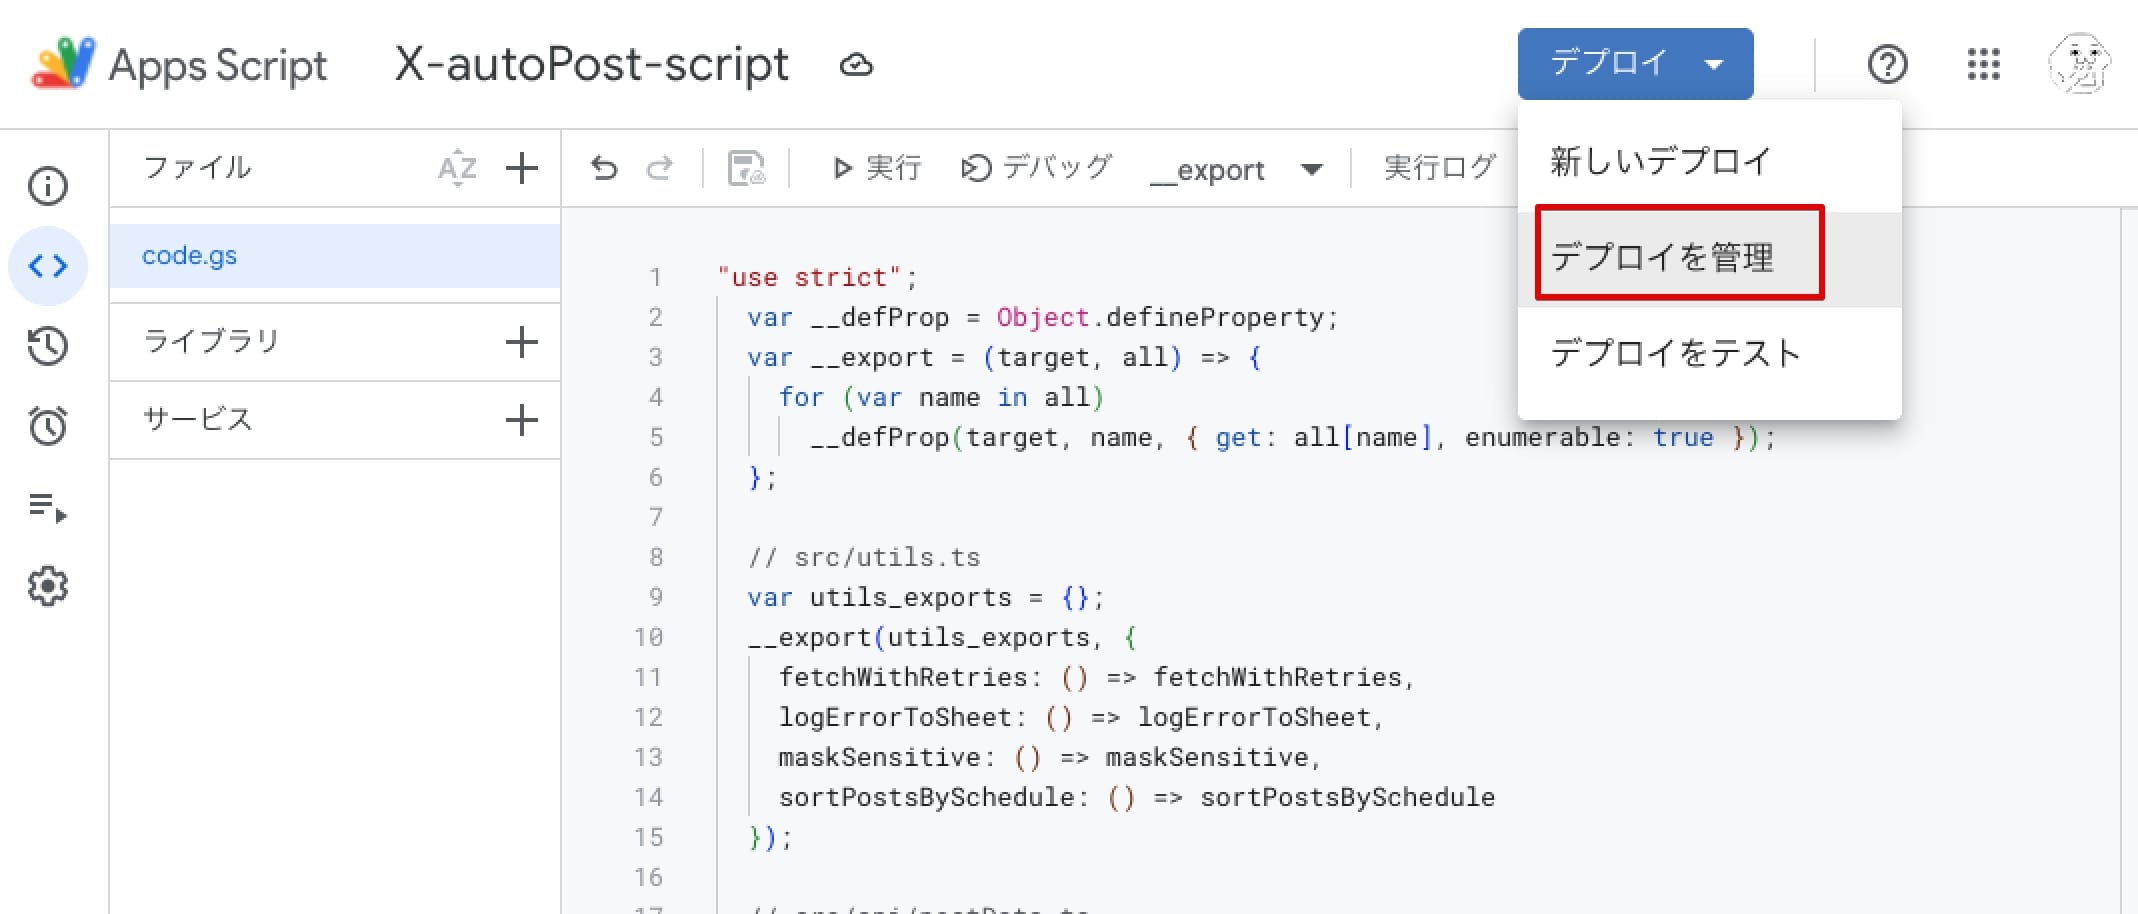 Apps Script
X-autoPost-script
デプロイ
新しいデプロイ
デプロイを管理
デプロイをテスト
ファイル
AZ
code.gs
ライブラリ
サービス
実行
デバッグ
__export
実行ログ
1 "use strict";
2 var __defProp = Object.defineProperty;
3 var __export = (target, all) => {
4 for (var name in all)
5 __defProp(target, name, { get: all[name], enumerable: true });
6 };
7
8 // src/utils.ts
9 var utils_exports = {};
10 __export(utils_exports, {
11 fetchWithRetries: () => fetchWithRetries,
12 logErrorToSheet: () => logErrorToSheet,
13 maskSensitive: () => maskSensitive,
14 sortPostsBySchedule: () => sortPostsBySchedule
15 });
16
17